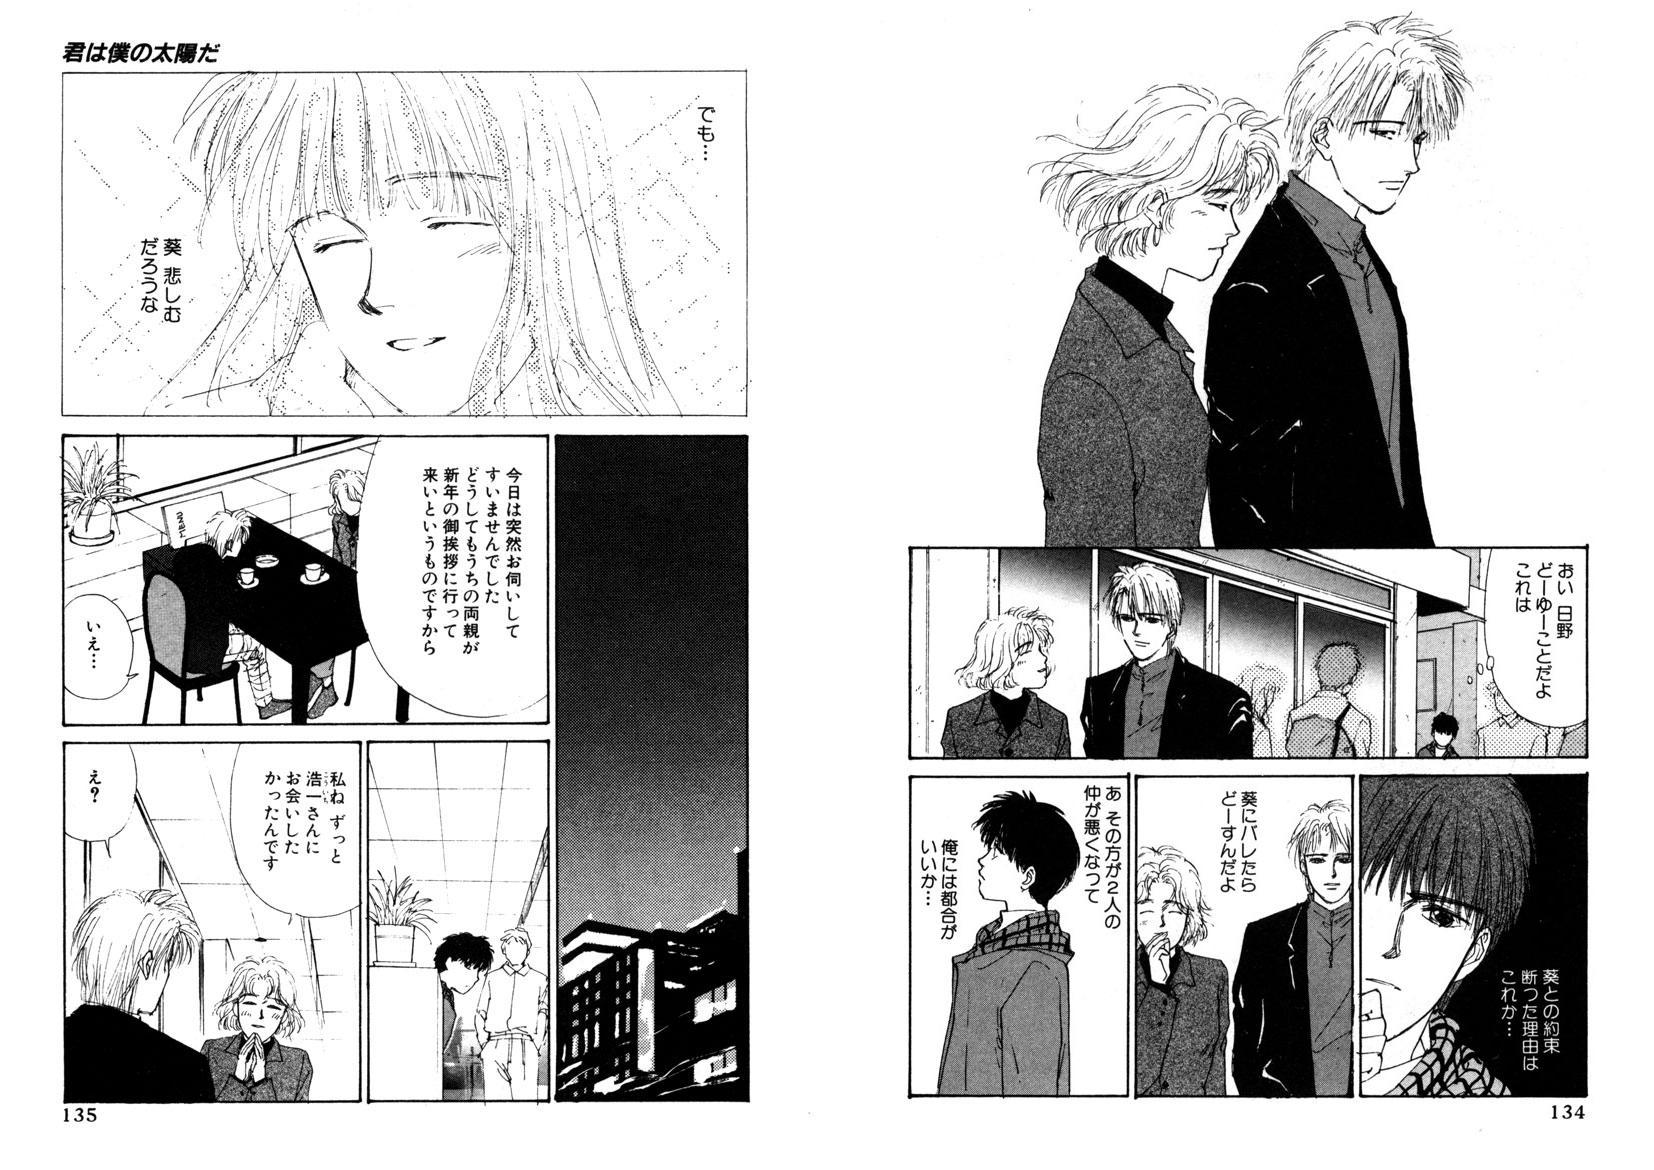 おい 日野
どーゆーことだよ
これは
葵との約束
断つた理由は
これか…
葵にバレたら
どーすんだよ
あ その方が2人の
仲が悪くなつて
俺には都合が
いいか…
134
君は僕の太陽だ
でも…
葵 悲しむ
だろうな
今日は突然お伺いして
すいませんでした
どうしてもうちの両親が
新年の御挨拶に行って
来いというものですから
いえ…
私ね ずっと
浩一さんに
こういち
お会いした
かったんです
え?
135